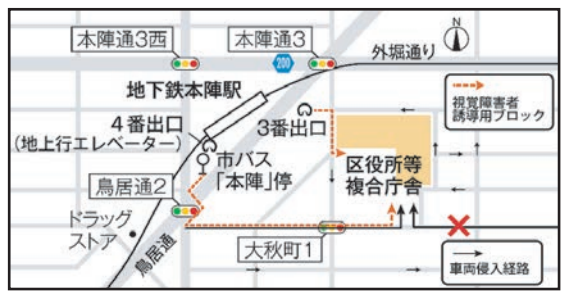 本陣通3西
本陣通3
N
外堀通り
200
地下鉄本陣駅
視覚障害者
誘導用ブロック
4番出口
(地上行エレベーター)
3番出口
市バス
「本陣」停
区役所等
複合庁舎
鳥居通2
ドラッグ
ストア
鳥居通
大秋町1
車両侵入経路